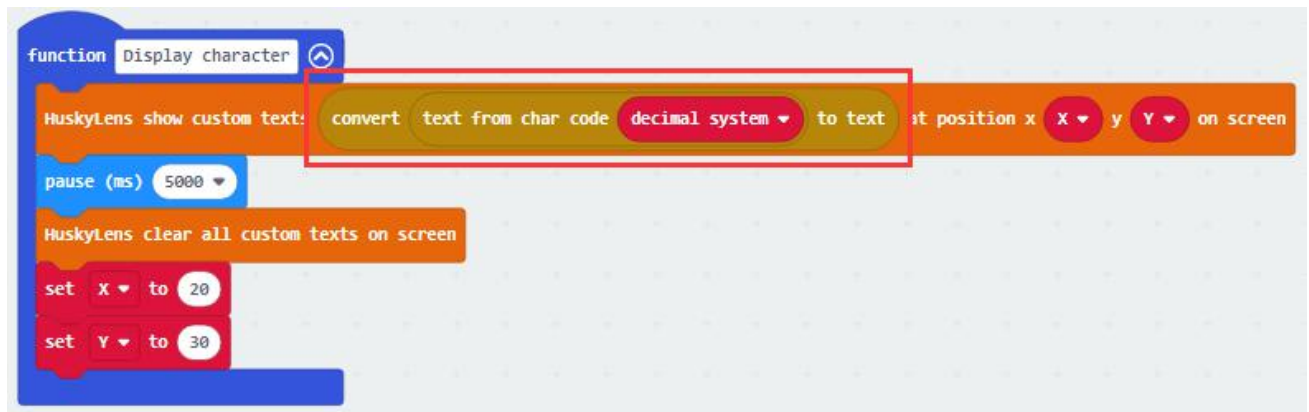 function Display character
HuskyLens show custom texts convert text from char code decimal system to text at position x X y Y on screen
pause (ms) 5000
HuskyLens clear all custom texts on screen
set X to 20
set Y to 30